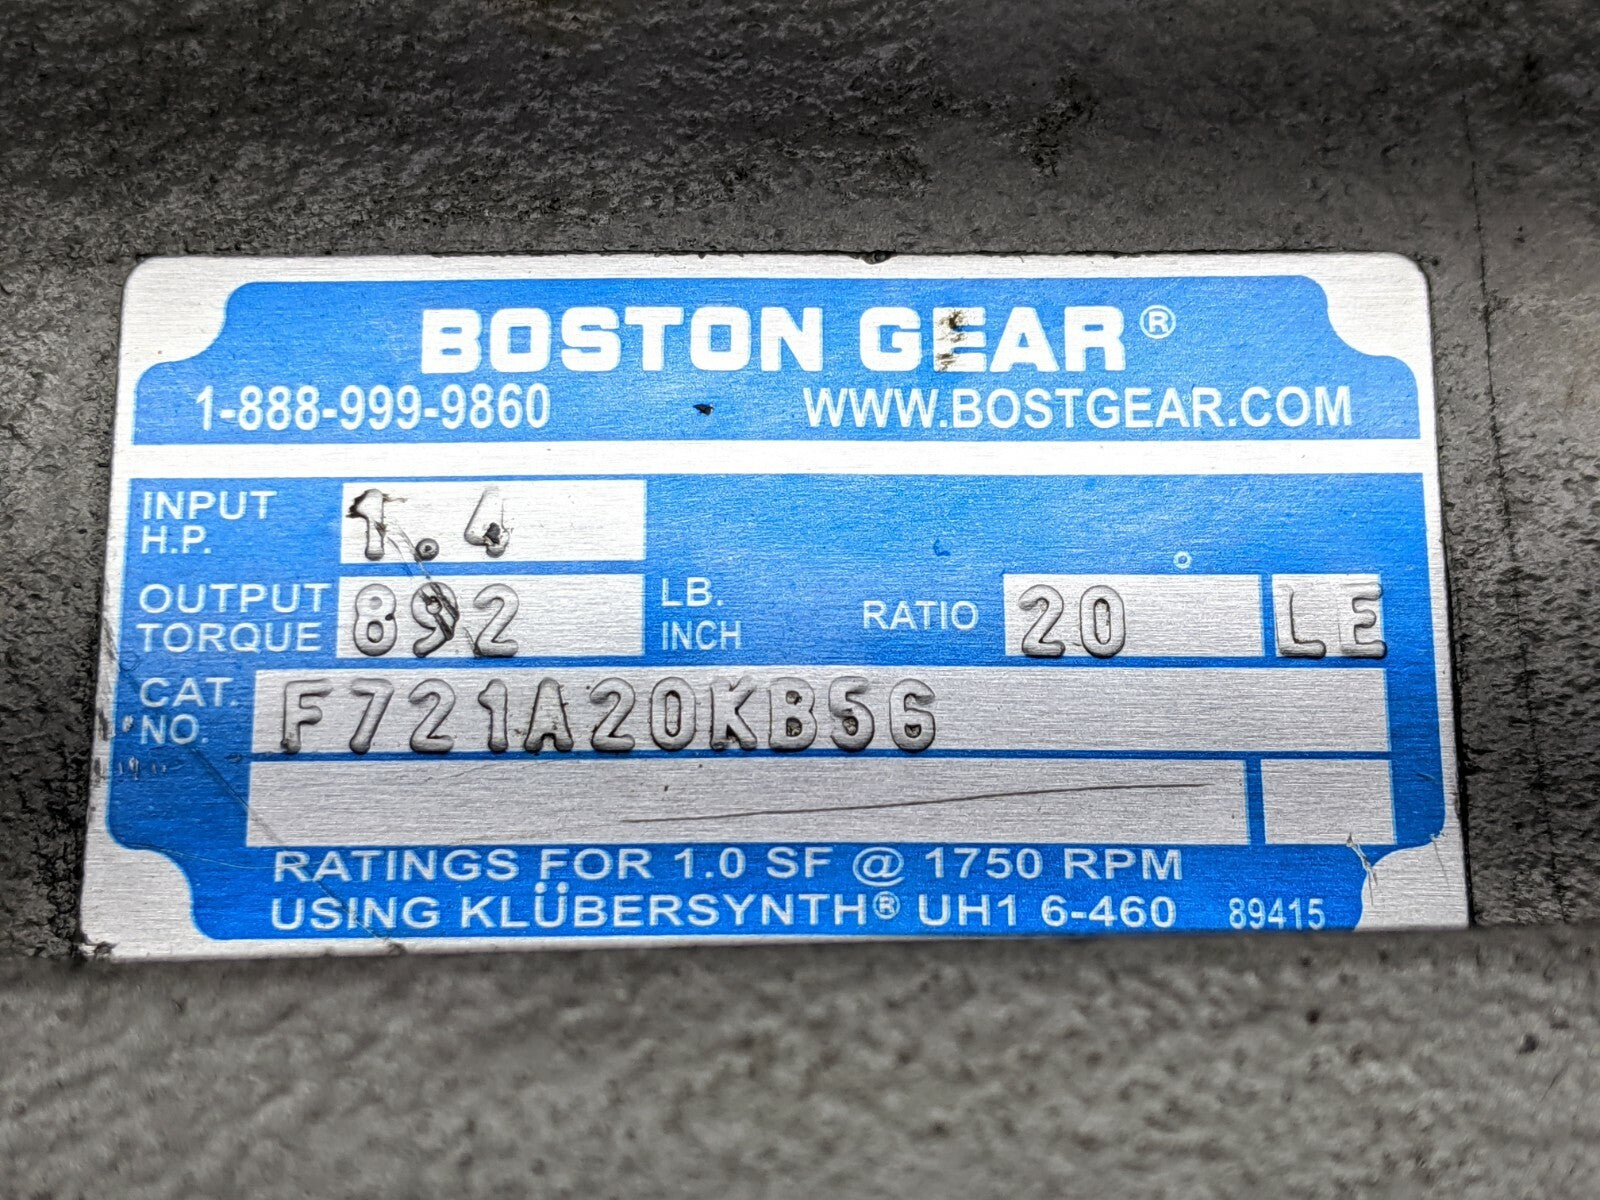 BOSTON GEAR®
1-888-999-9860 WWW.BOSTGEAR.COM
INPUT H.P. 1.4
OUTPUT TORQUE 892 LB. INCH RATIO 20 LE
CAT. NO. F721A20KB56
RATINGS FOR 1.0 SF @ 1750 RPM
USING KLÜBERSYNTH® UH1 6-460 89415